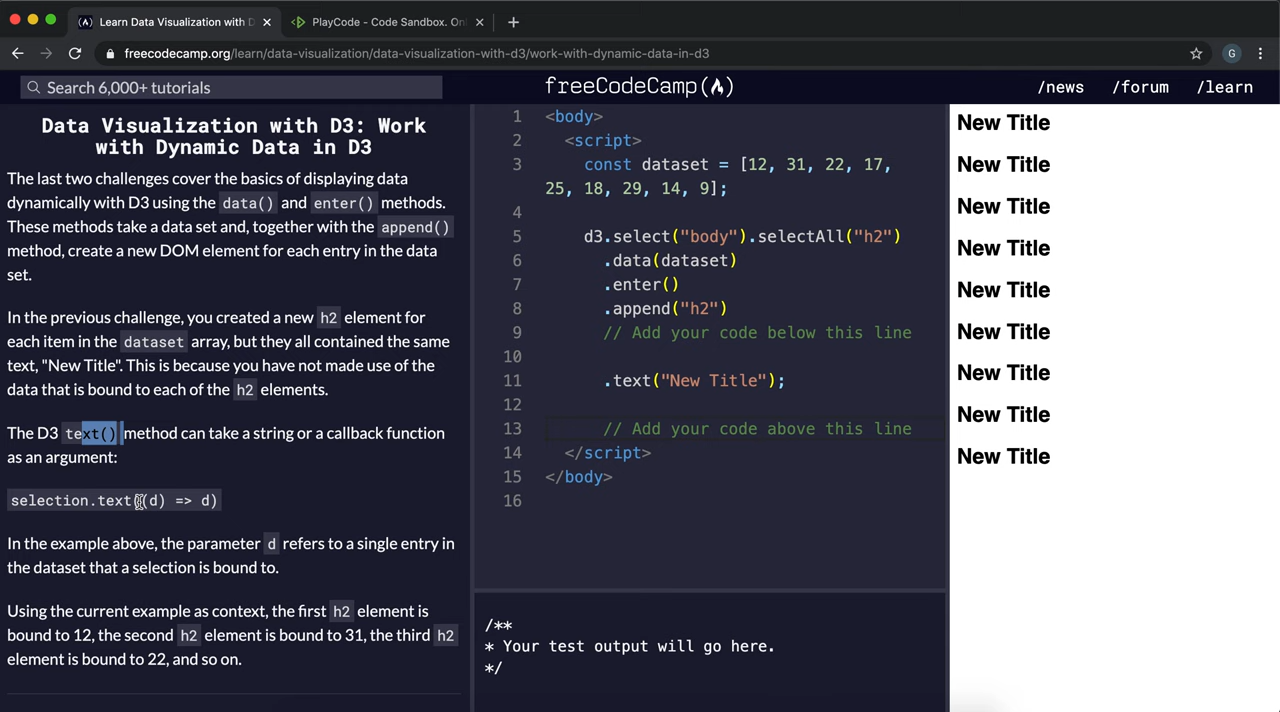 Learn Data Visualization with D
PlayCode - Code Sandbox. Onl
freecodecamp.org/learn/data-visualization/data-visualization-with-d3/work-with-dynamic-data-in-d3
G
Search 6,000+ tutorials
freeCodeCamp
/news
/forum
/learn
Data Visualization with D3: Work
with Dynamic Data in D3
The last two challenges cover the basics of displaying data
dynamically with D3 using the data() and enter() methods.
These methods take a data set and, together with the append()
method, create a new DOM element for each entry in the data
set.
In the previous challenge, you created a new h2 element for
each item in the dataset array, but they all contained the same
text, "New Title". This is because you have not made use of the
data that is bound to each of the h2 elements.
The D3 text() method can take a string or a callback function
as an argument:
selection.text((d) => d)
In the example above, the parameter d refers to a single entry in
the dataset that a selection is bound to.
Using the current example as context, the first h2 element is
bound to 12, the second h2 element is bound to 31, the third h2
element is bound to 22, and so on.
1 <body>
2 <script>
3 const dataset = [12, 31, 22, 17,
25, 18, 29, 14, 9];
4
5 d3.select("body").selectAll("h2")
6 .data(dataset)
7 .enter()
8 .append("h2")
9 // Add your code below this line
10
11 .text("New Title");
12
13 // Add your code above this line
14 </script>
15 </body>
16
/**
* Your test output will go here.
*/
New Title
New Title
New Title
New Title
New Title
New Title
New Title
New Title
New Title